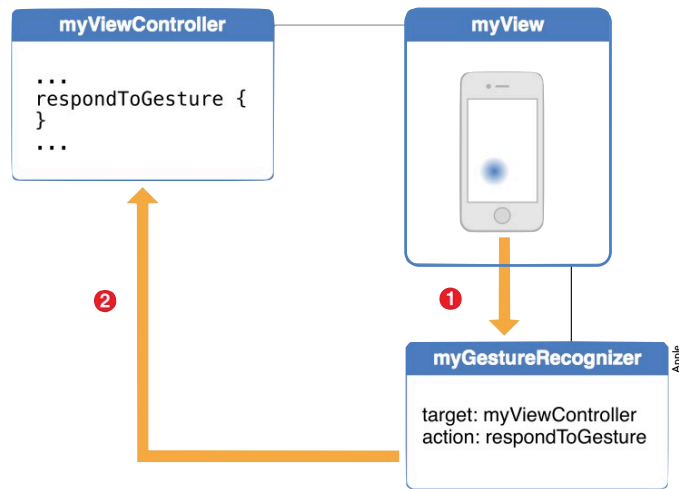 myViewController
...
respondToGesture {
}
...
myView
2
1
myGestureRecognizer
target: myViewController
action: respondToGesture
Apple